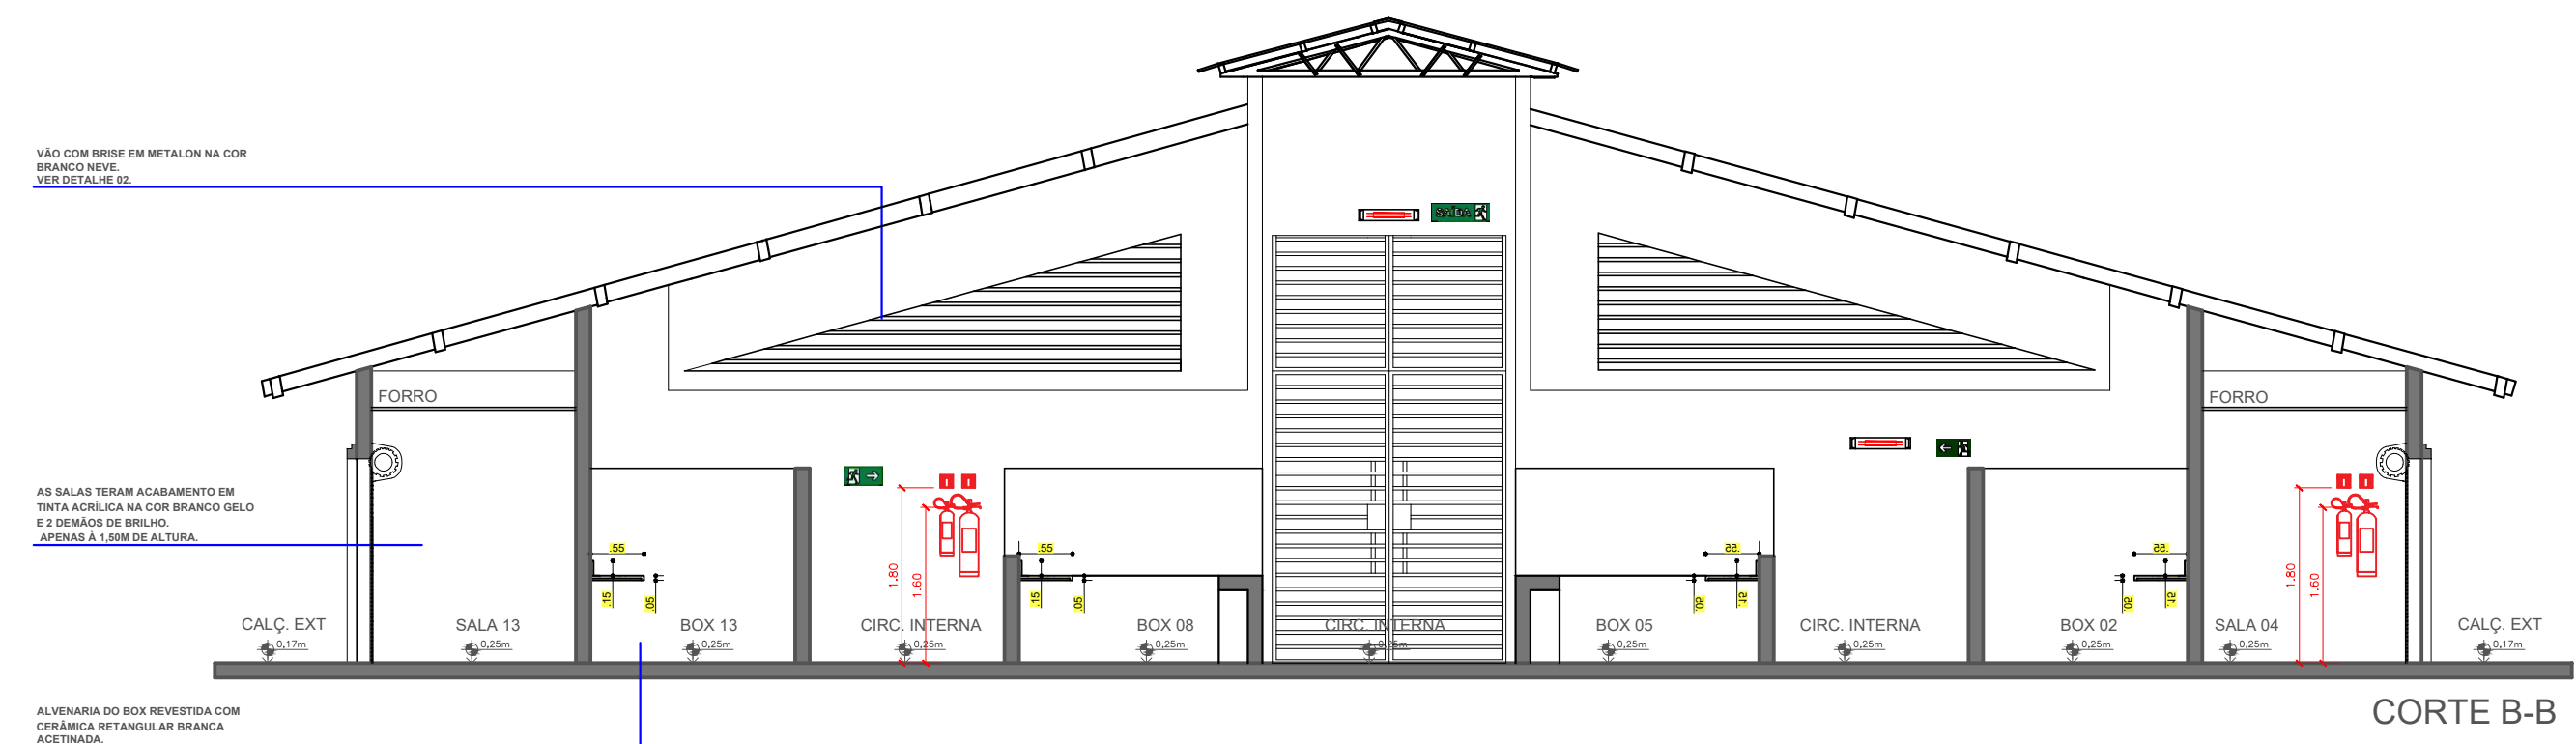 VÃO COM BRISE EM METALON NA COR
BRANCO NEVE.
VER DETALHE 02.
SAÍDA
FORRO
FORRO
AS SALAS TERAM ACABAMENTO EM
TINTA ACRÍLICA NA COR BRANCO GELO
E 2 DEMÃOS DE BRILHO.
APENAS À 1,50M DE ALTURA.
.55
.15
.05
1.80
1.60
.55
.15
.05
.55
.05
.15
.55
.05
.15
1.80
1.60
CALÇ. EXT
0,17m
SALA 13
0,25m
BOX 13
0,25m
CIRC. INTERNA
0,25m
BOX 08
0,25m
CIRC. INTERNA
0,25m
BOX 05
0,25m
CIRC. INTERNA
0,25m
BOX 02
0,25m
SALA 04
0,25m
CALÇ. EXT
0,17m
ALVENARIA DO BOX REVESTIDA COM
CERÂMICA RETANGULAR BRANCA
ACETINADA.
CORTE B-B